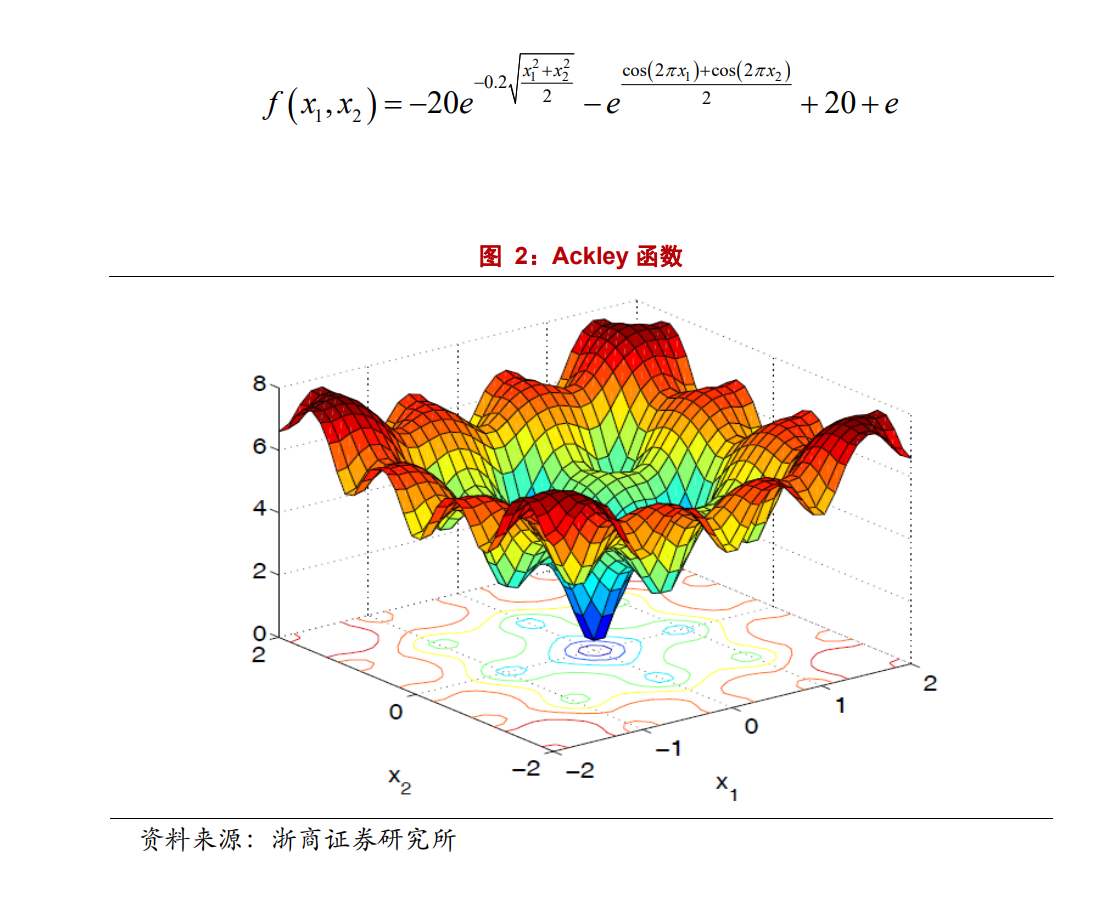 f(x₁,x₂)=−20e^{−0.2√((x₁²+x₂²)/2)}−e^{(cos(2πx₁)+cos(2πx₂))/2}+20+e
图 2：Ackley 函数
8
6
4
2
0
2
0
−2
−2
−1
0
1
2
x₂
x₁
资料来源：浙商证券研究所